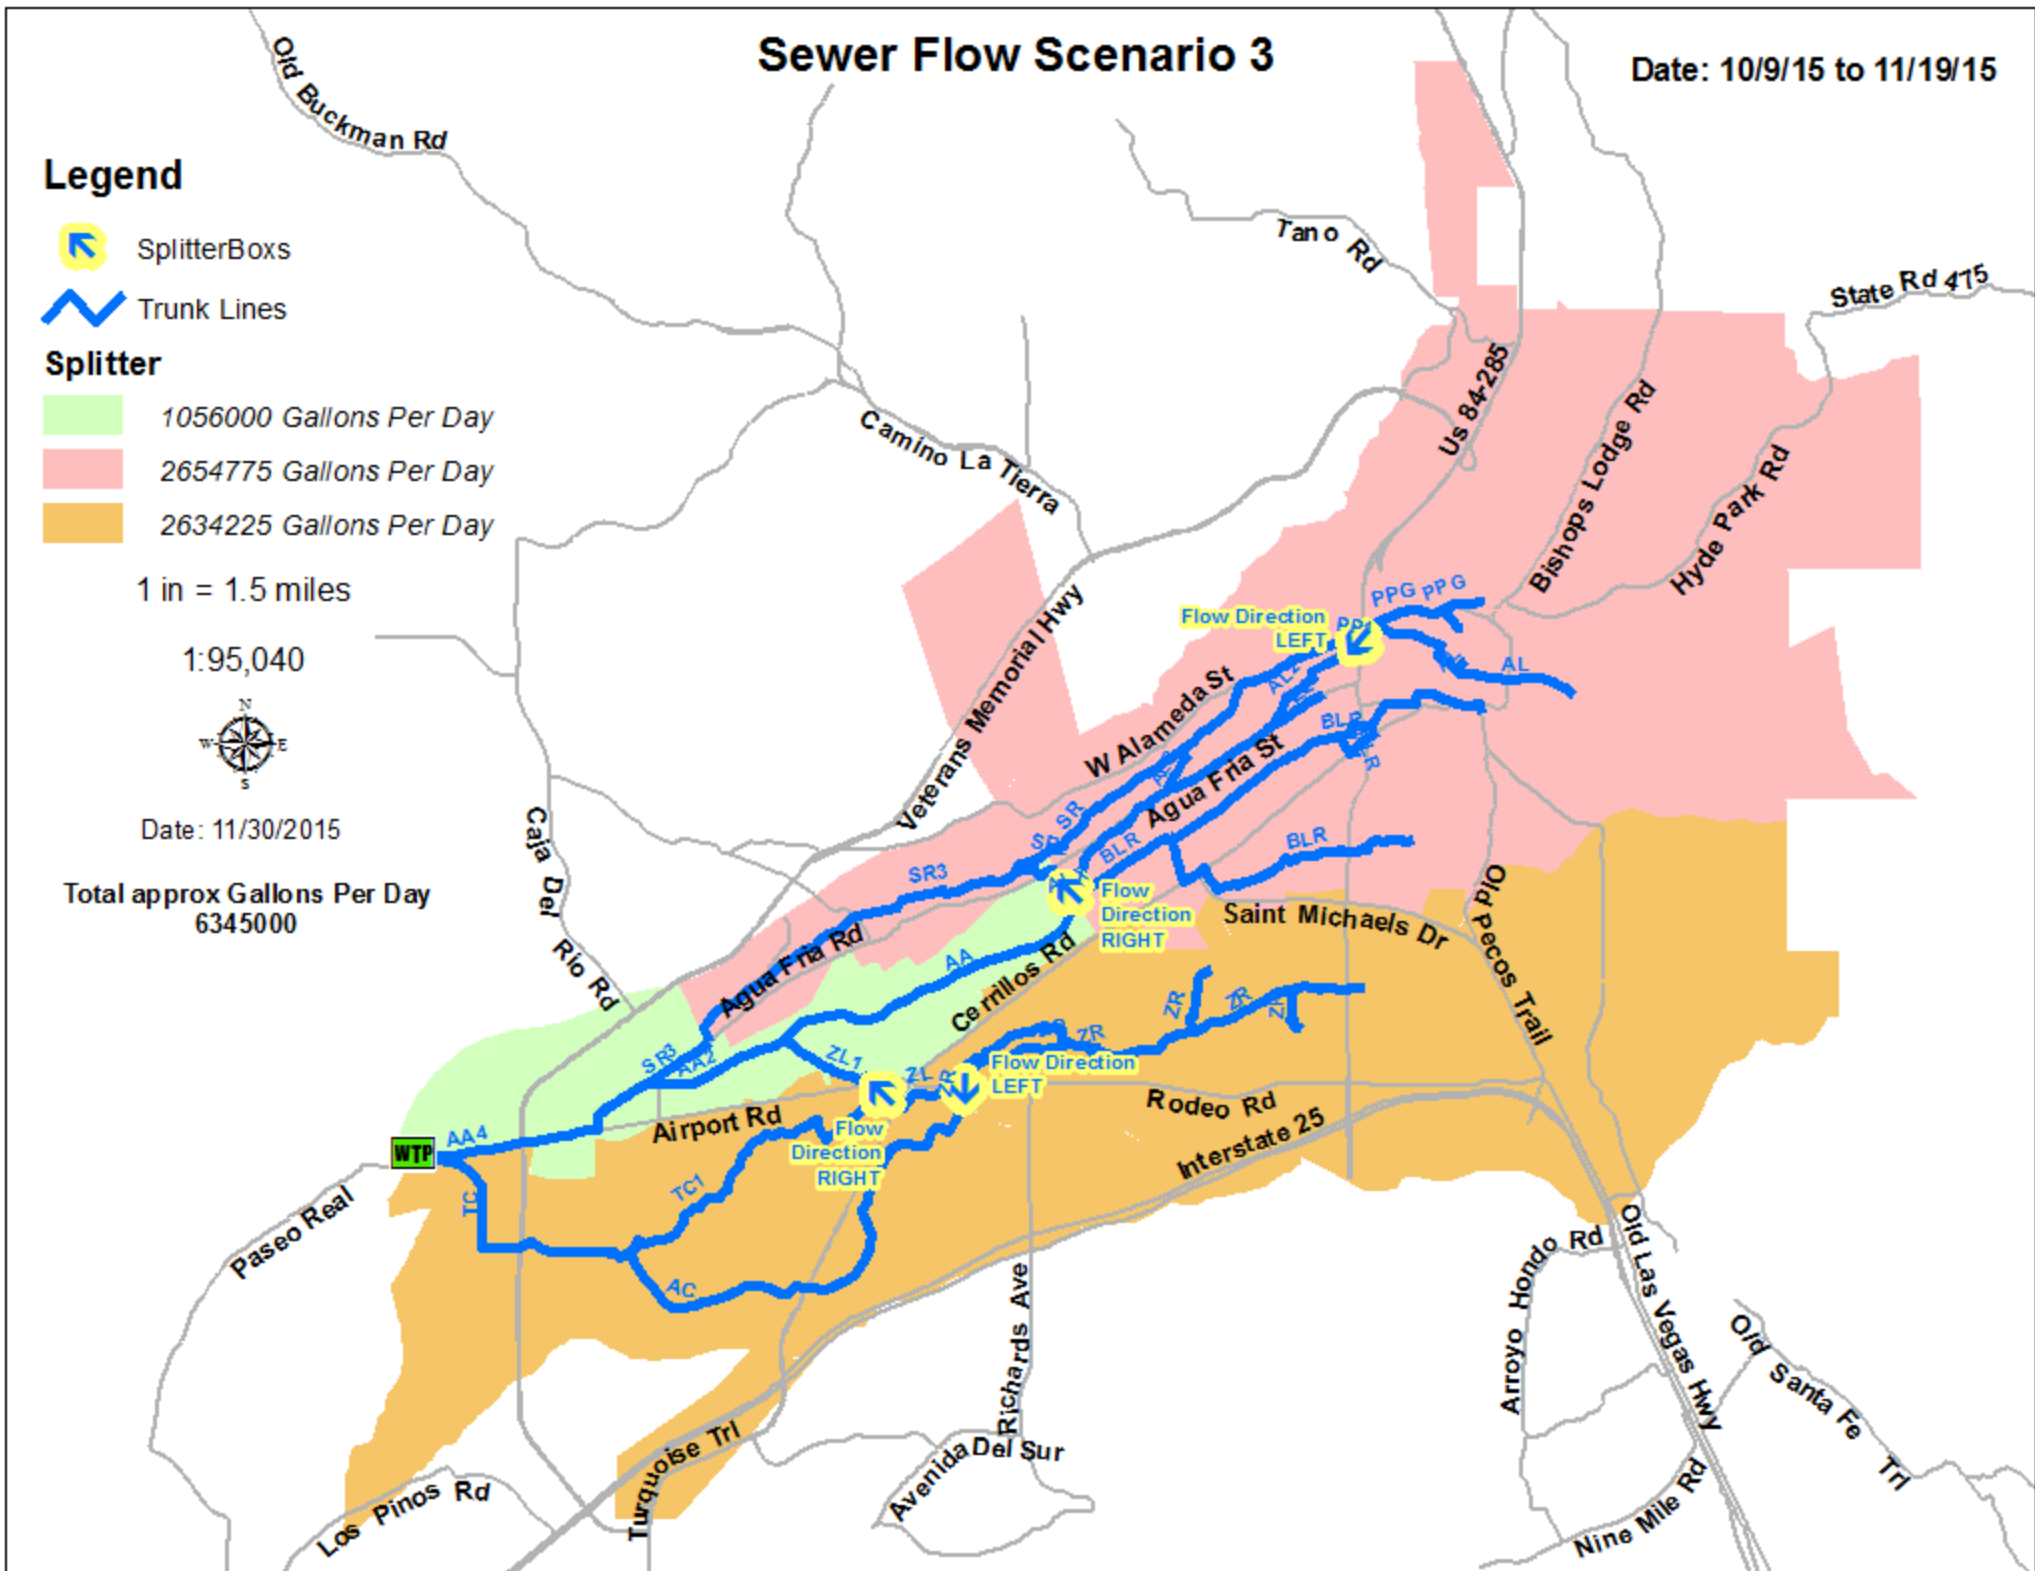 Sewer Flow Scenario 3
Date: 10/9/15 to 11/19/15
Legend
SplitterBoxs
Trunk Lines
Splitter
1056000 Gallons Per Day
2654775 Gallons Per Day
2634225 Gallons Per Day
1 in = 1.5 miles
1:95,040
N
W
E
S
Date: 11/30/2015
Total approx Gallons Per Day
6345000
Old Buckman Rd
Tano Rd
State Rd 475
Camino La Tierra
Us 84-285
Bishops Lodge Rd
Hyde Park Rd
Veterans Memorial Hwy
PPG
PPG
Flow Direction
LEFT
AL
AL2
W Alameda St
Agua Fria St
BLR
SR
BLR
BLR
SR3
Flow
Direction
RIGHT
Caja Del Rio Rd
Agua Fria Rd
AA
Cerrillos Rd
Saint Michaels Dr
Old Pecos Trail
ZR
ZR
ZR
SR3
AA2
ZL1
ZL
ZR
Flow Direction
LEFT
Airport Rd
Rodeo Rd
Interstate 25
WTP
AA4
Flow
Direction
RIGHT
TC
TC1
AC
Paseo Real
Richards Ave
Arroyo Hondo Rd
Old Las Vegas Hwy
Old Santa Fe Trl
Turquoise Trl
Avenida Del Sur
Los Pinos Rd
Nine Mile Rd